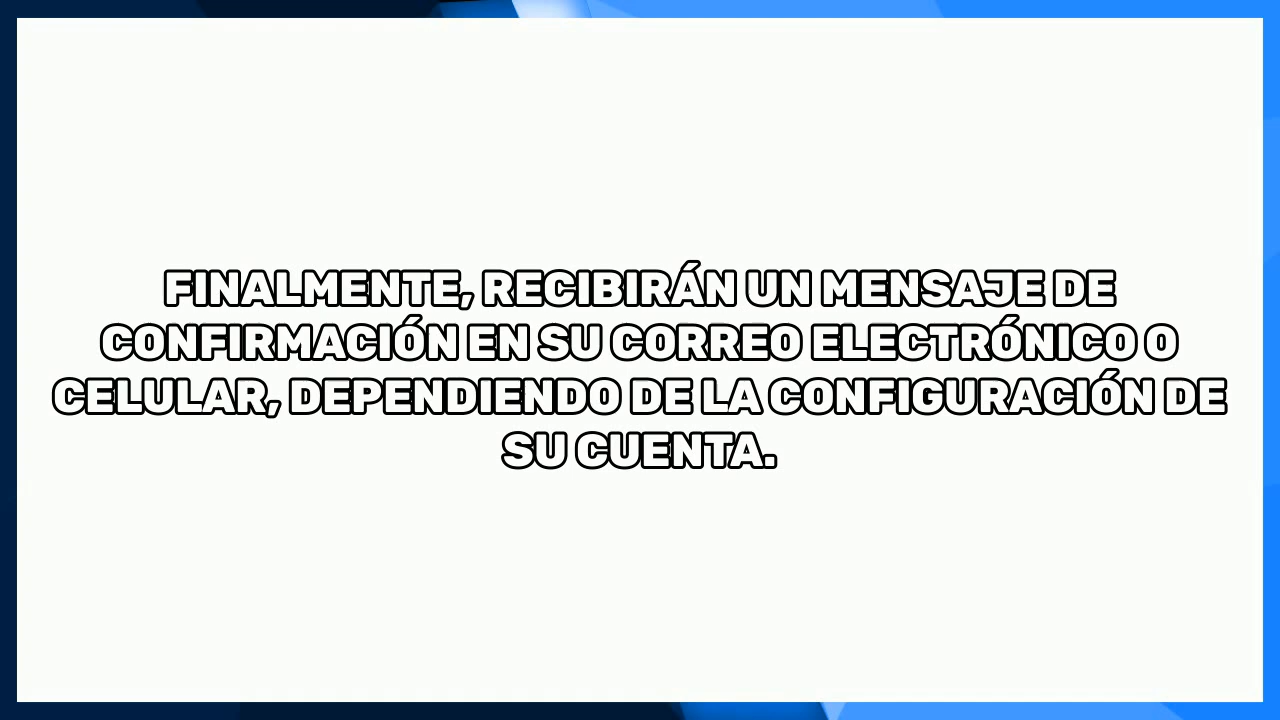 FINALMENTE, RECIBIRÁN UN MENSAJE DE
CONFIRMACIÓN EN SU CORREO ELECTRÓNICO O
CELULAR, DEPENDIENDO DE LA CONFIGURACIÓN DE
SU CUENTA.